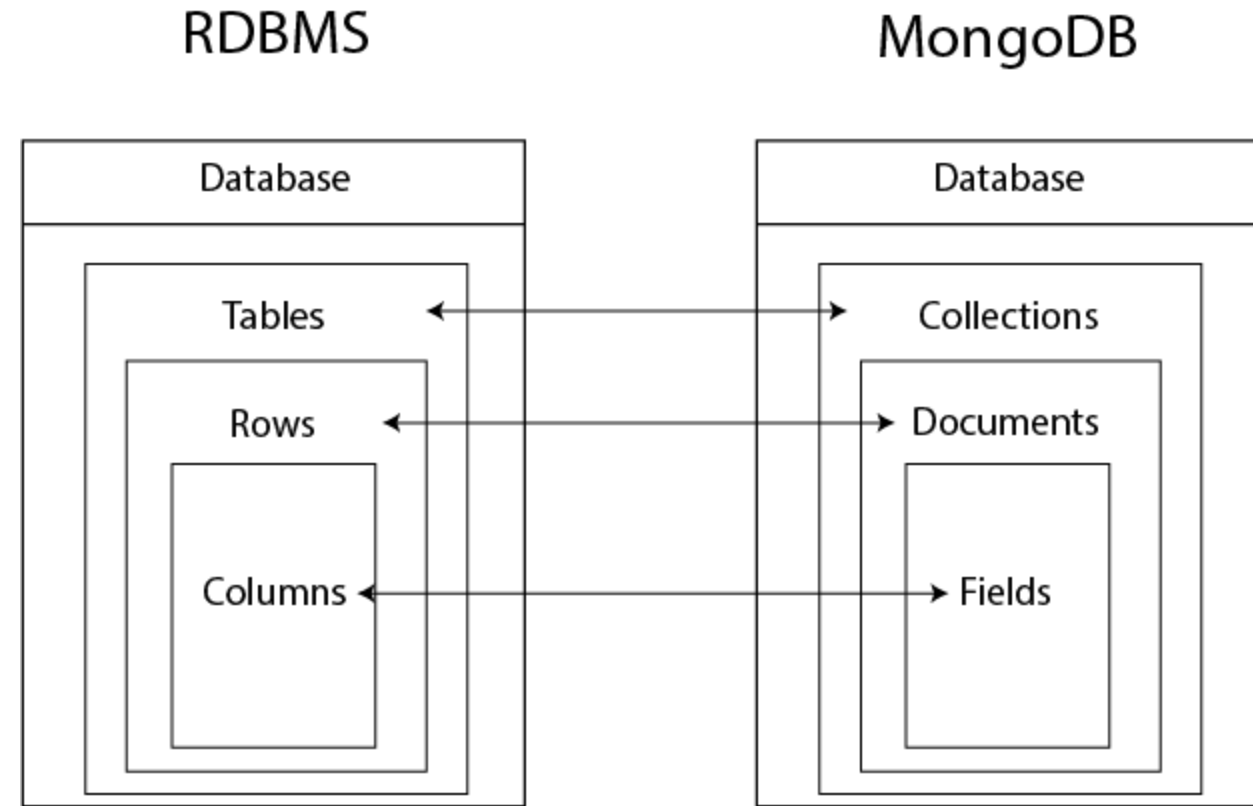 RDBMS
MongoDB
Database
Database
Tables
Collections
Rows
Documents
Columns
Fields